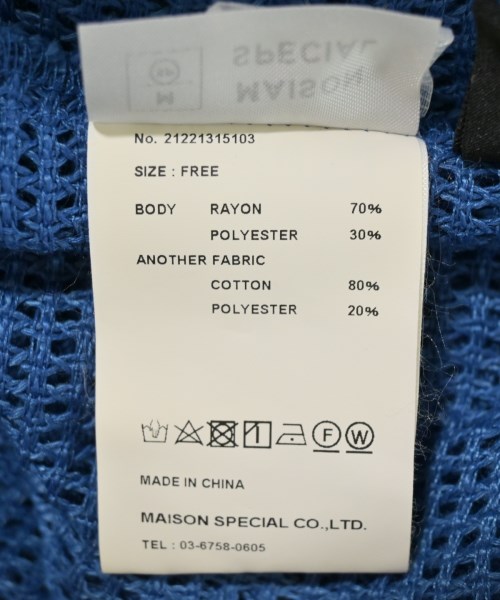 SPECIAL
MAISON
No. 21221315103
SIZE : FREE
BODY RAYON 70%
POLYESTER 30%
ANOTHER FABRIC
COTTON 80%
POLYESTER 20%
F W
MADE IN CHINA
MAISON SPECIAL CO.,LTD.
TEL : 03-6758-0605